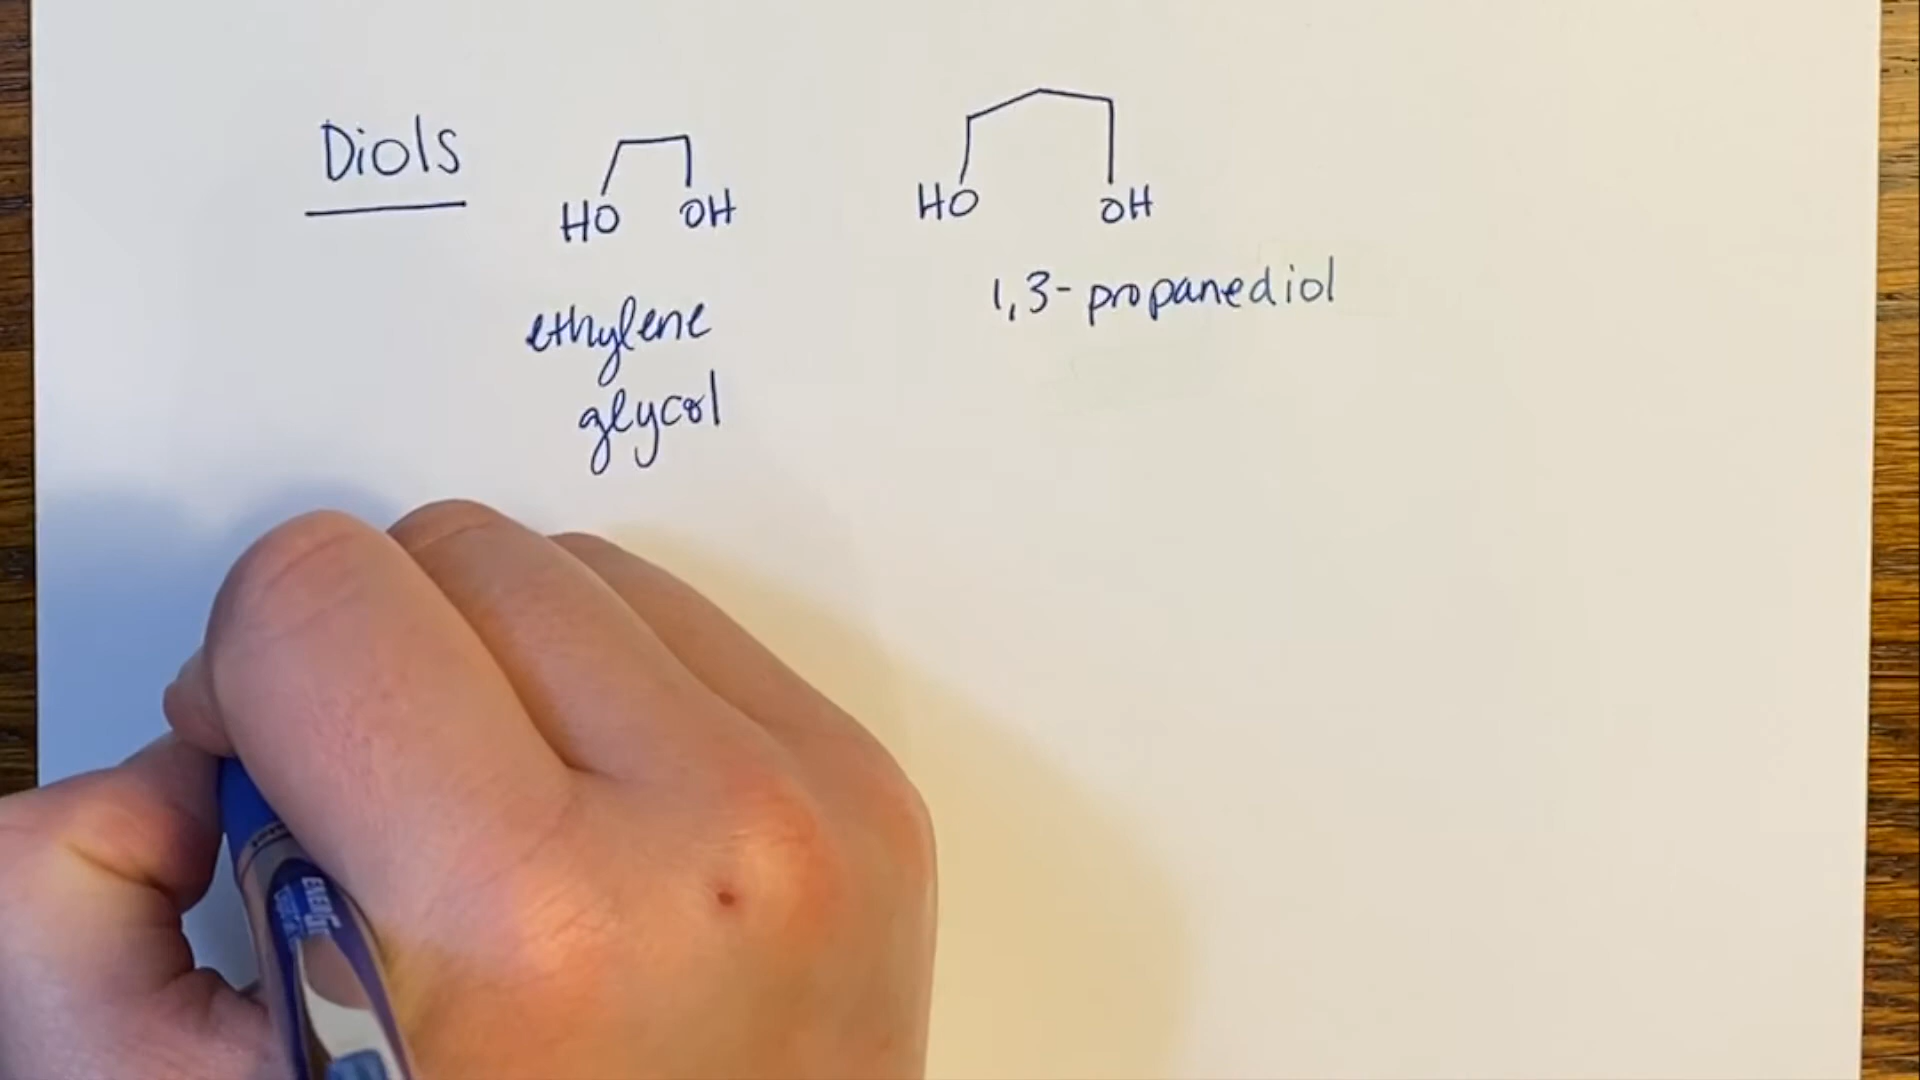 Diols
HO OH
HO OH
ethylene
glycol
1,3-propanediol